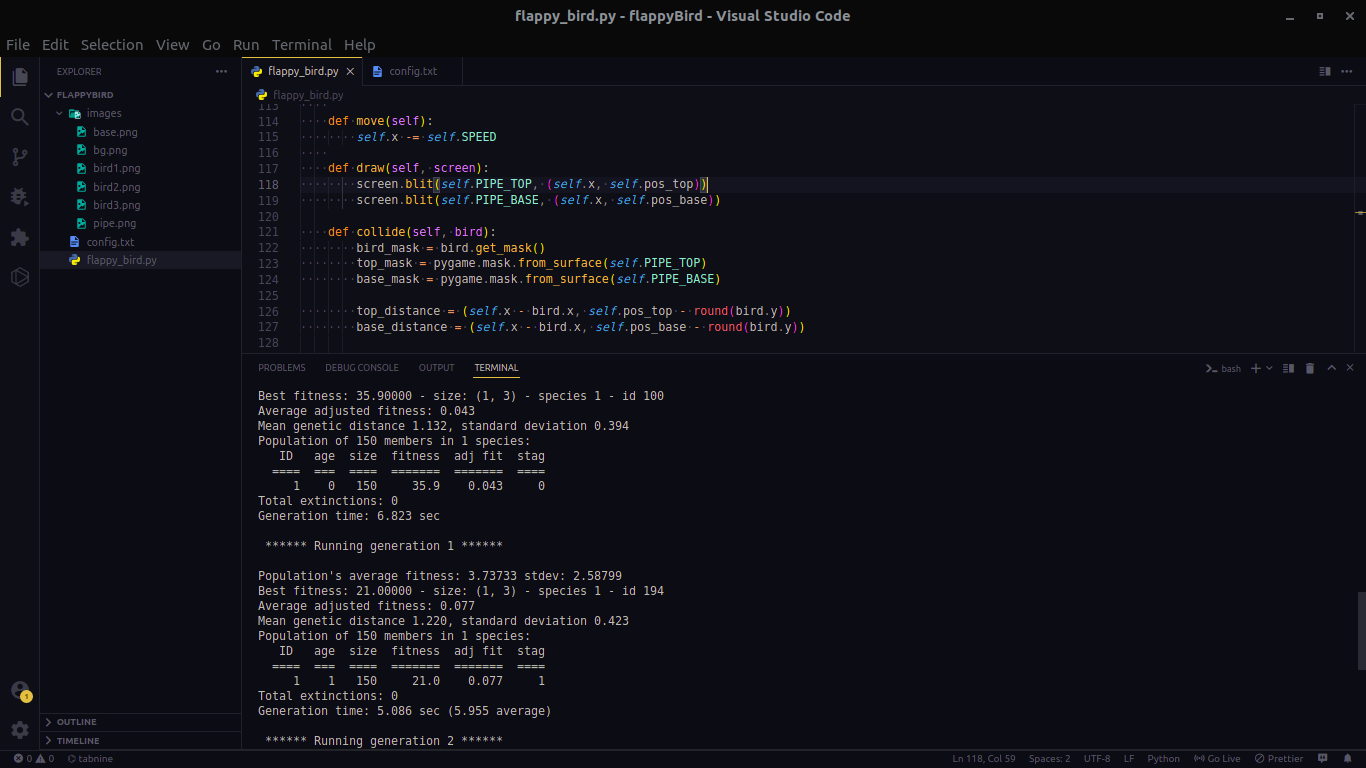 flappy_bird.py - flappyBird - Visual Studio Code
File Edit Selection View Go Run Terminal Help
EXPLORER
FLAPPYBIRD
images
base.png
bg.png
bird1.png
bird2.png
bird3.png
pipe.png
config.txt
flappy_bird.py
OUTLINE
TIMELINE
flappy_bird.py config.txt
flappy_bird.py
113
114 def move(self):
115 self.x -= self.SPEED
116
117 def draw(self, screen):
118 screen.blit(self.PIPE_TOP, (self.x, self.pos_top))
119 screen.blit(self.PIPE_BASE, (self.x, self.pos_base))
120
121 def collide(self, bird):
122 bird_mask = bird.get_mask()
123 top_mask = pygame.mask.from_surface(self.PIPE_TOP)
124 base_mask = pygame.mask.from_surface(self.PIPE_BASE)
125
126 top_distance = (self.x - bird.x, self.pos_top - round(bird.y))
127 base_distance = (self.x - bird.x, self.pos_base - round(bird.y))
128
PROBLEMS DEBUG CONSOLE OUTPUT TERMINAL
bash
Best fitness: 35.90000 - size: (1, 3) - species 1 - id 100
Average adjusted fitness: 0.043
Mean genetic distance 1.132, standard deviation 0.394
Population of 150 members in 1 species:
ID age size fitness adj fit stag
==== === ==== ======= ======= ====
1 0 150 35.9 0.043 0
Total extinctions: 0
Generation time: 6.823 sec
****** Running generation 1 ******
Population's average fitness: 3.73733 stdev: 2.58799
Best fitness: 21.00000 - size: (1, 3) - species 1 - id 194
Average adjusted fitness: 0.077
Mean genetic distance 1.220, standard deviation 0.423
Population of 150 members in 1 species:
ID age size fitness adj fit stag
==== === ==== ======= ======= ====
1 1 150 21.0 0.077 1
Total extinctions: 0
Generation time: 5.086 sec (5.955 average)
****** Running generation 2 ******
1
0 0 tabnine
Ln 118, Col 59 Spaces: 2 UTF-8 LF Python Go Live Prettier